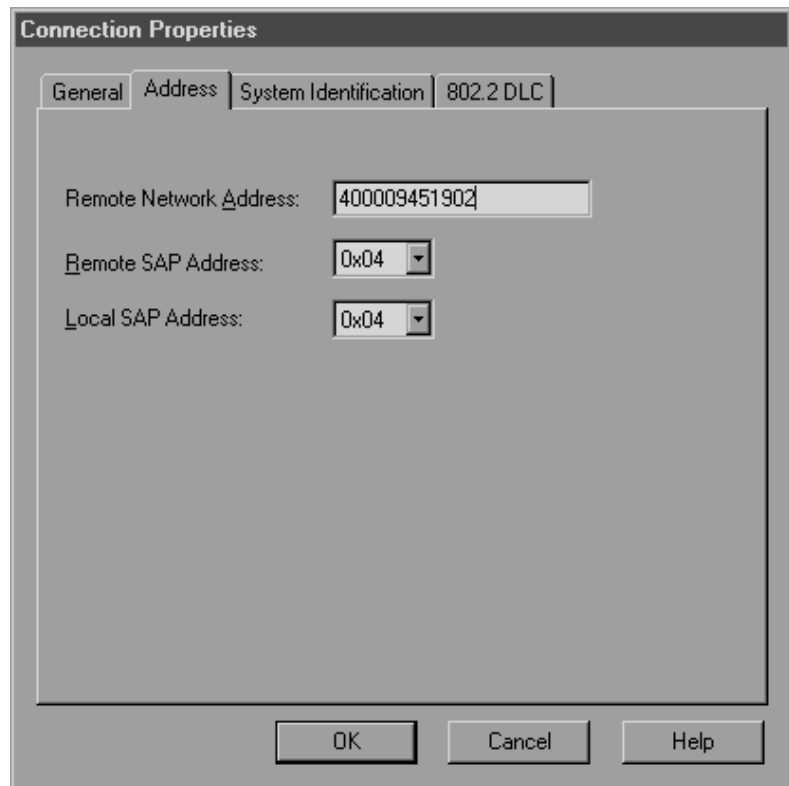 Connection Properties
General Address System Identification 802.2 DLC
Remote Network Address: 400009451902
Remote SAP Address: 0x04
Local SAP Address: 0x04
OK Cancel Help